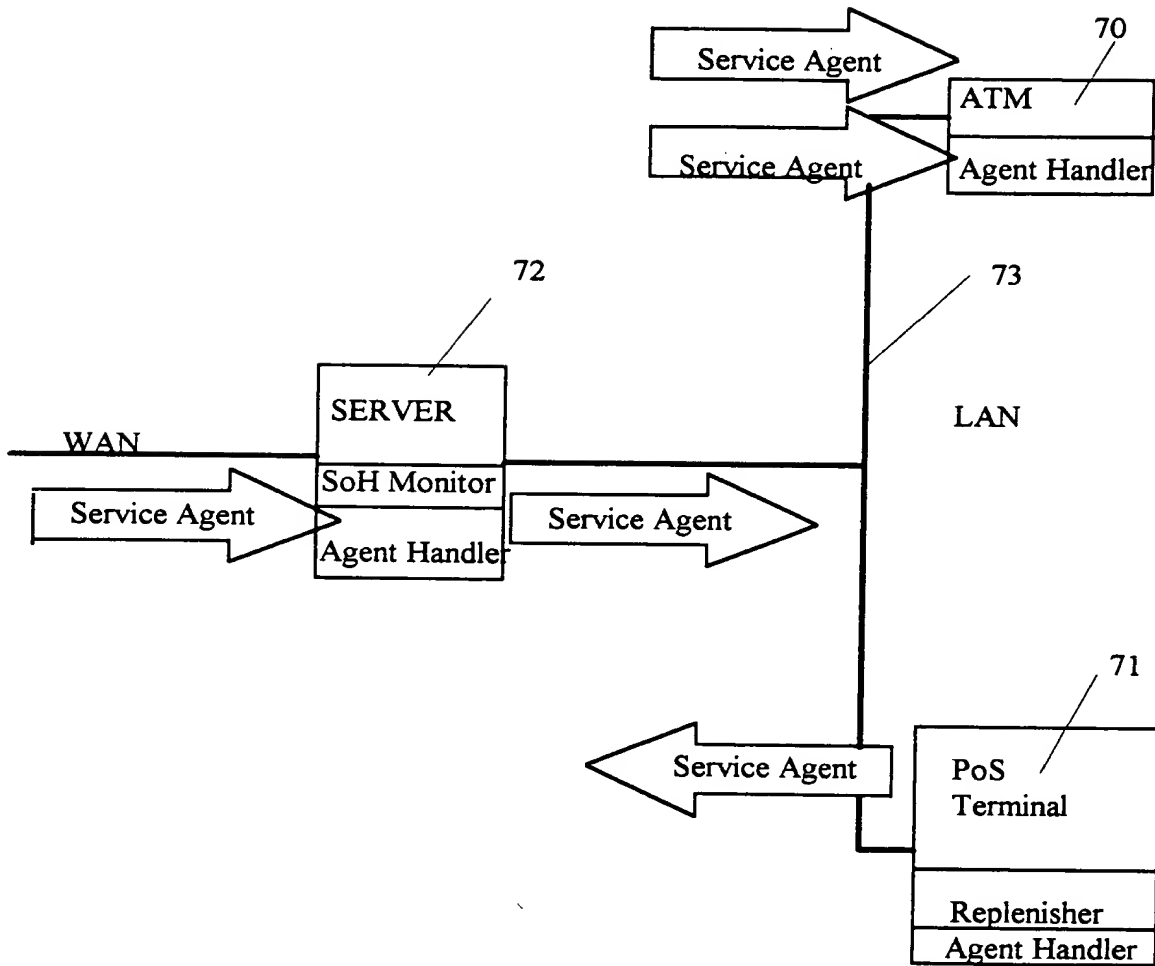 70
Service Agent
ATM
Service Agent
Agent Handler
72
73
SERVER
LAN
WAN
SoH Monitor
Service Agent
Service Agent
Agent Handler
71
Service Agent
PoS
Terminal
Replenisher
Agent Handler